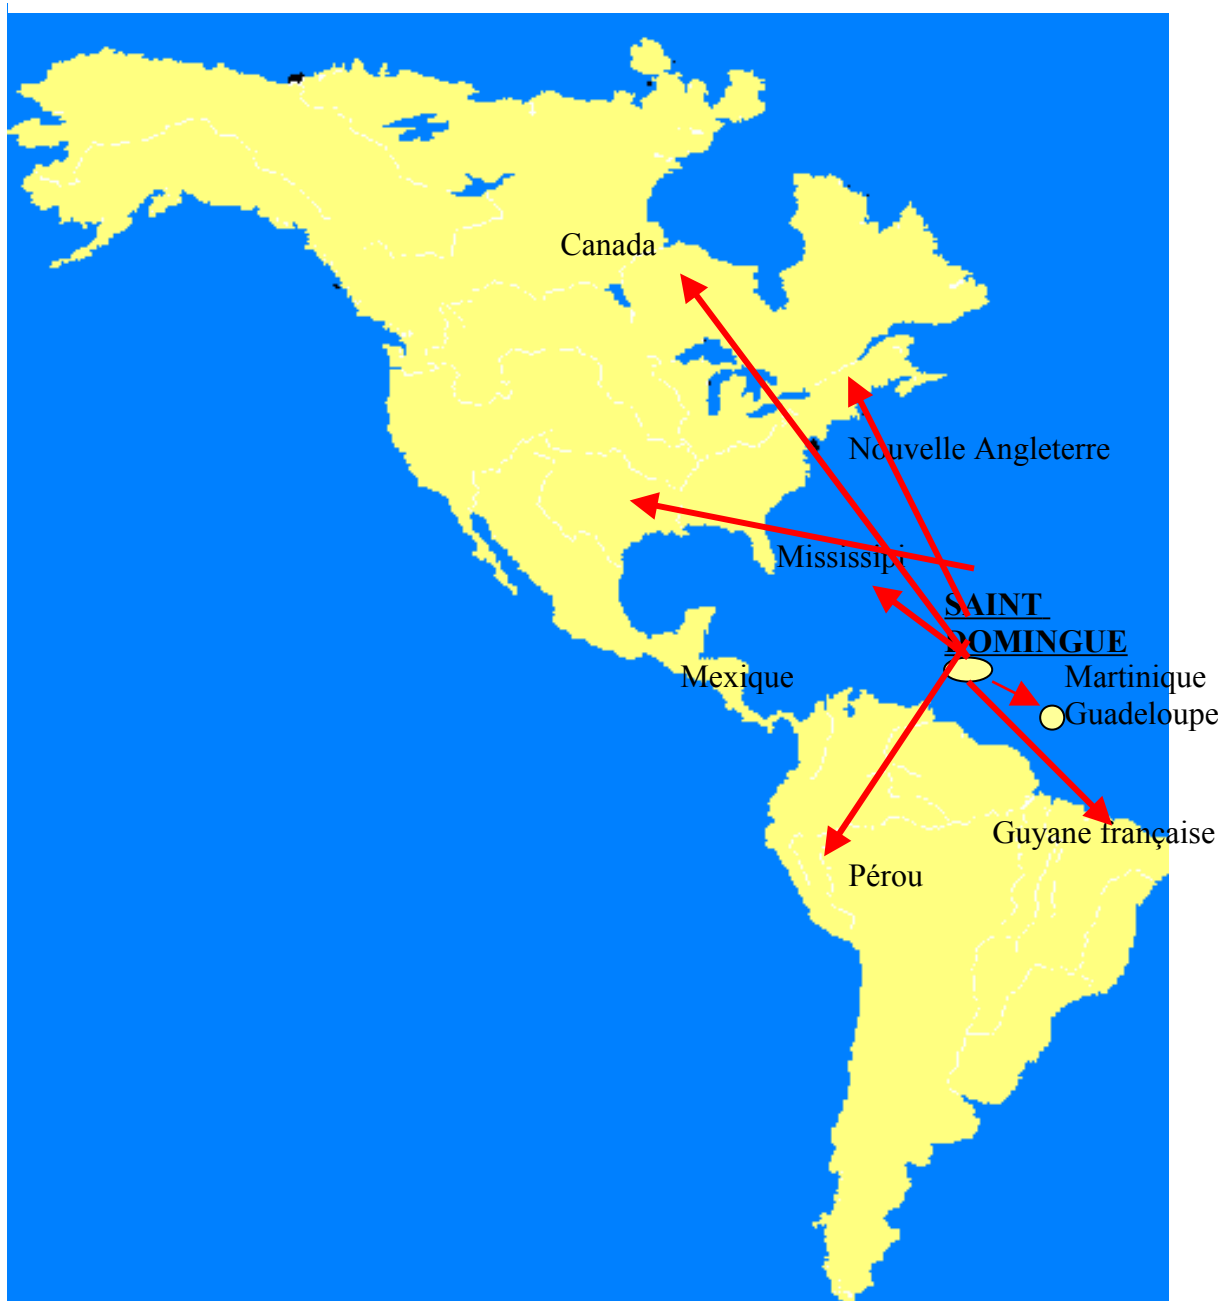 Canada
Nouvelle Angleterre
Mississipi
SAINT
DOMINGUE
Mexique
Martinique
Guadeloupe
Guyane française
Pérou